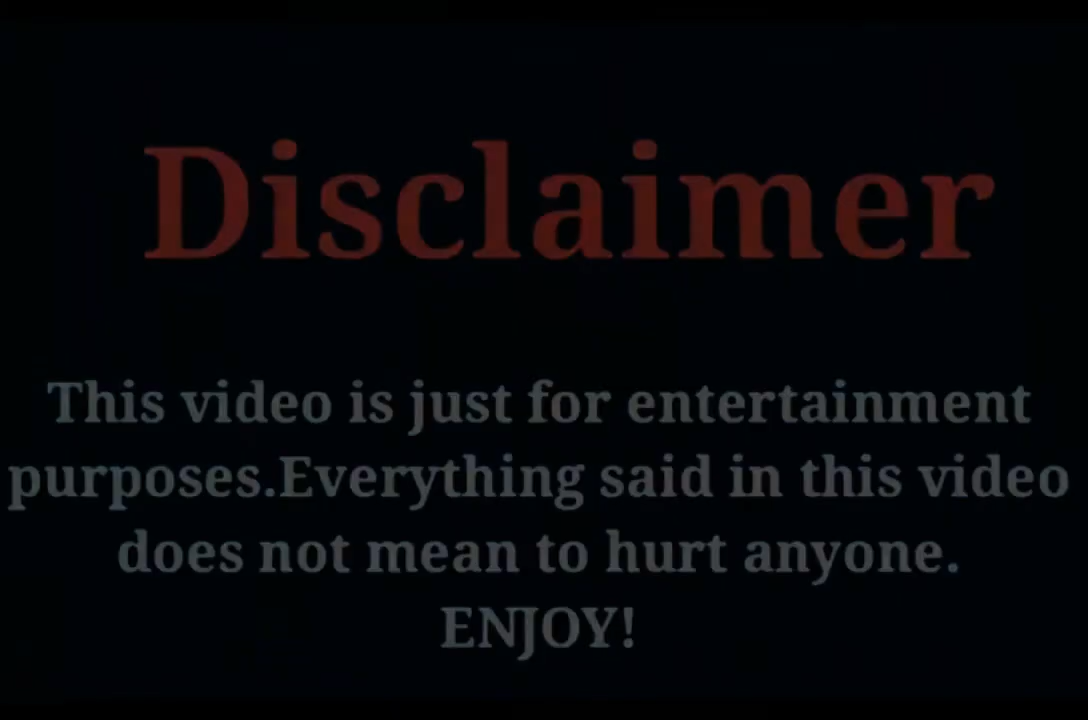 Disclaimer
This video is just for entertainment
purposes.Everything said in this video
does not mean to hurt anyone.
ENJOY!